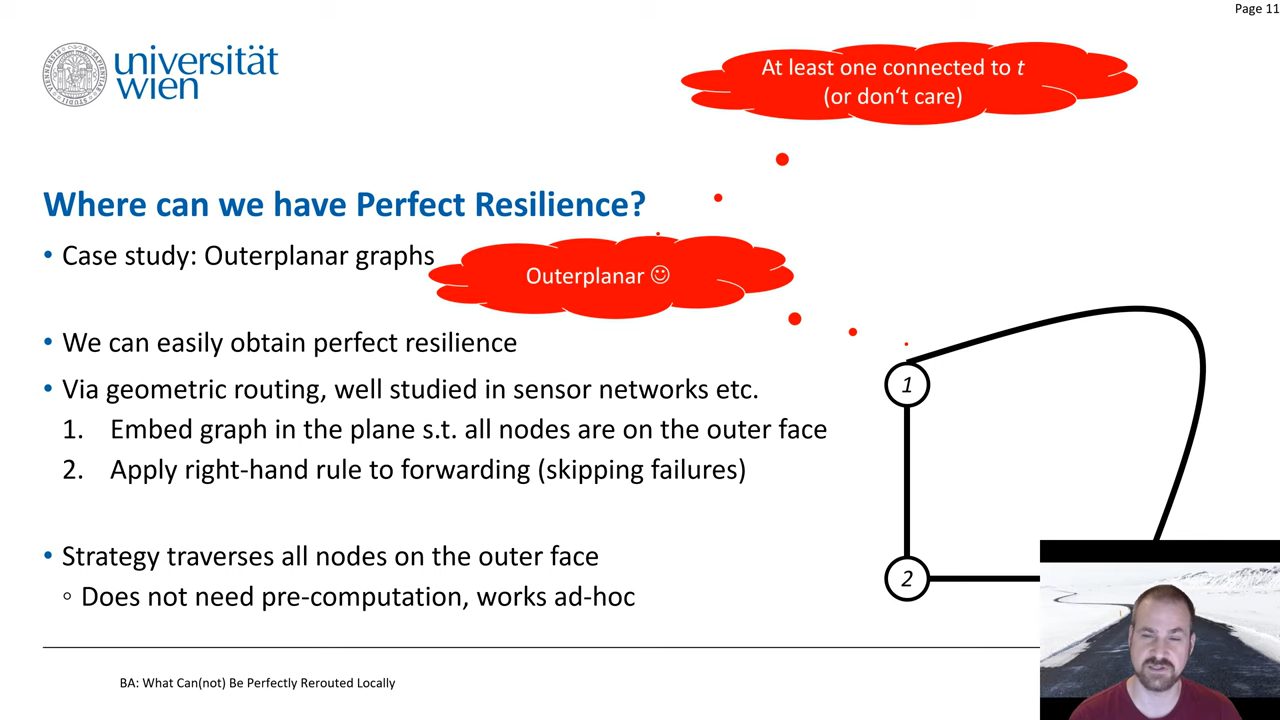 Page 11
universität
wien
At least one connected to t
(or don‘t care)
Where can we have Perfect Resilience?
• Case study: Outerplanar graphs
Outerplanar ☺
• We can easily obtain perfect resilience
• Via geometric routing, well studied in sensor networks etc.
1. Embed graph in the plane s.t. all nodes are on the outer face
2. Apply right-hand rule to forwarding (skipping failures)
• Strategy traverses all nodes on the outer face
◦ Does not need pre-computation, works ad-hoc
1
2
BA: What Can(not) Be Perfectly Rerouted Locally